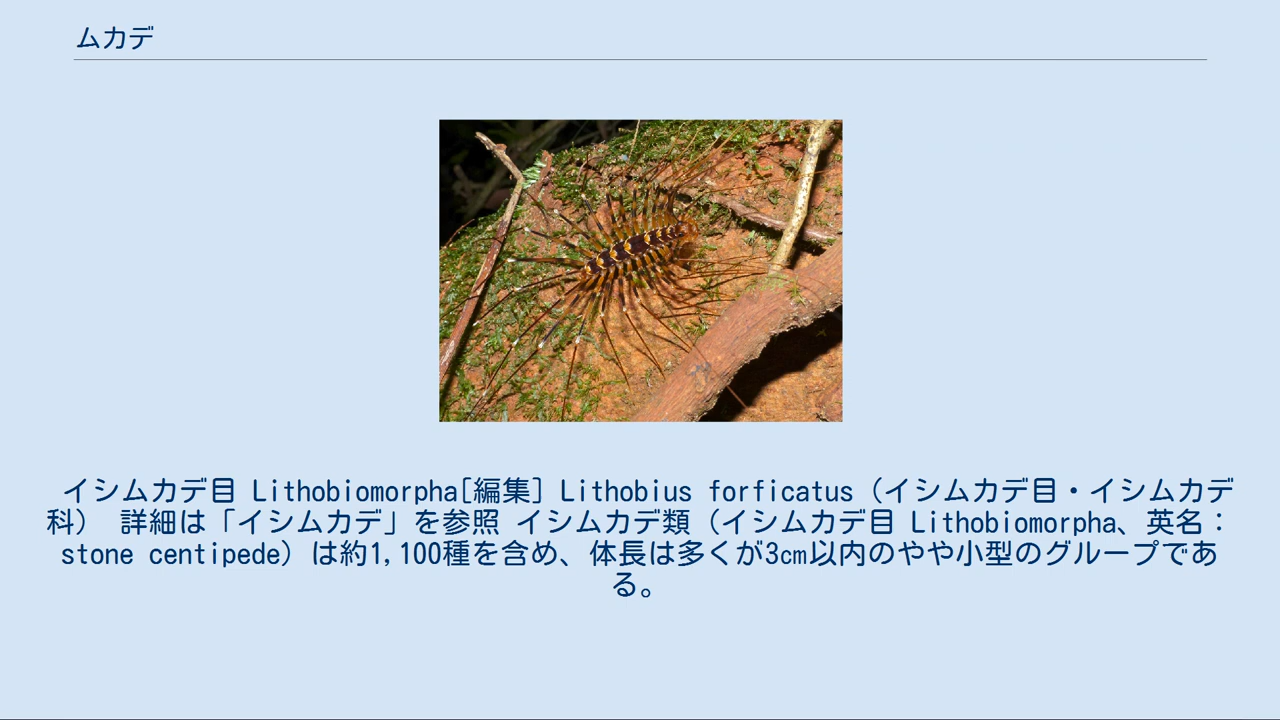 ムカデ
イシムカデ目 Lithobiomorpha[編集] Lithobius forficatus（イシムカデ目・イシムカデ
科） 詳細は「イシムカデ」を参照 イシムカデ類（イシムカデ目 Lithobiomorpha、英名：
stone centipede）は約1,100種を含め、体長は多くが3㎝以内のやや小型のグループであ
る。